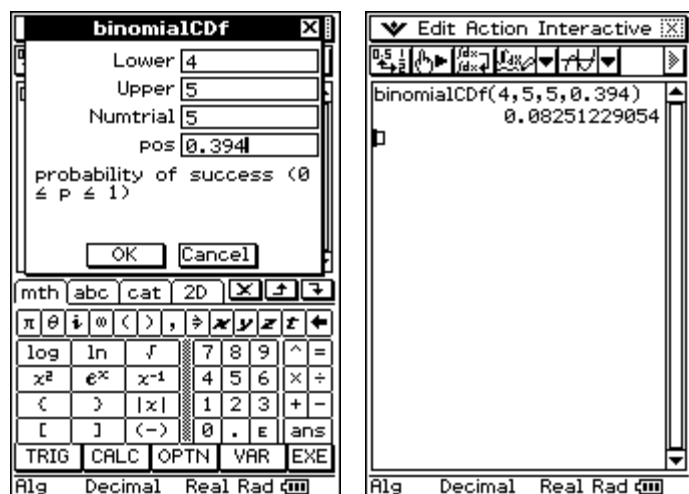 binomialCDf
Lower 4
Upper 5
Numtrial 5
pos 0.394
probability of success (0
≤ p ≤ 1)
OK Cancel
mth abc cat 2D
π θ i ∞ ( ) , ⇒ x y z t
log ln √ 7 8 9 ^ =
x² eˣ x⁻¹ 4 5 6 × ÷
( ) |x| 1 2 3 + −
[ ] (−) 0 . E ans
TRIG CALC OPTN VAR EXE
Alg Decimal Real Rad
Edit Action Interactive
binomialCDf(4,5,5,0.394)
0.08251229054
Alg Decimal Real Rad